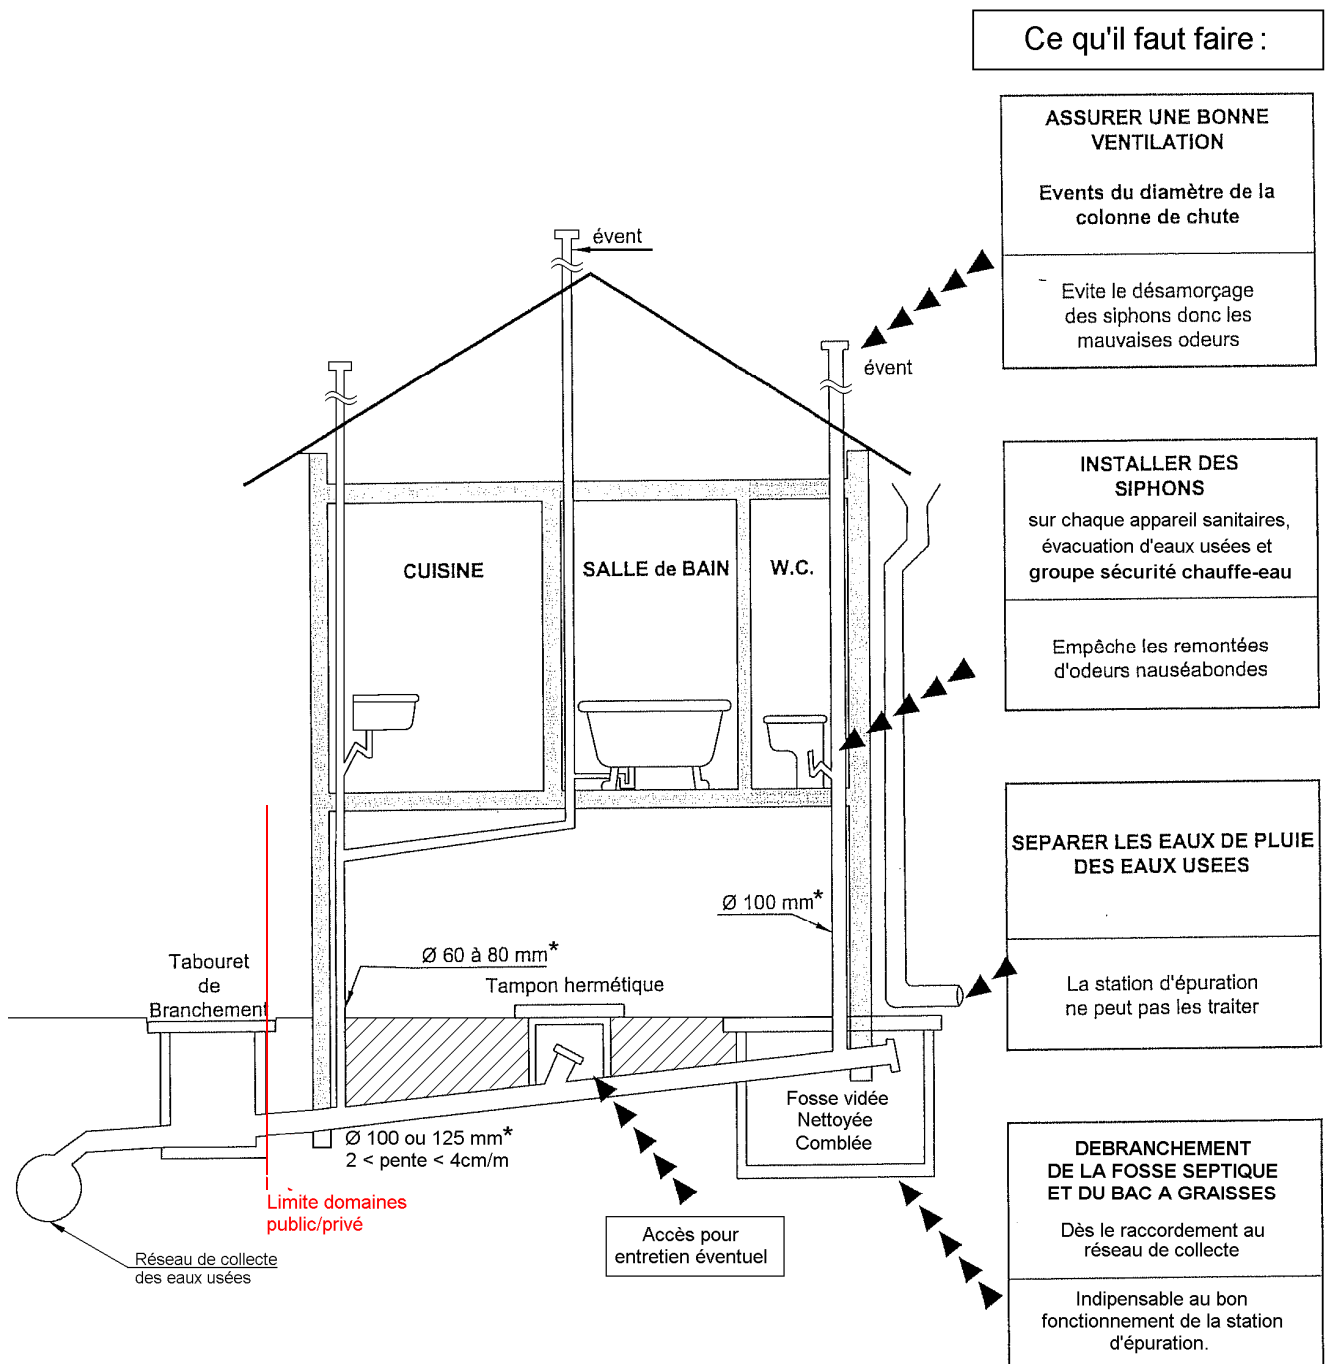 Ce qu'il faut faire :
ASSURER UNE BONNE
VENTILATION
Events du diamètre de la
colonne de chute
Evite le désamorçage
des siphons donc les
mauvaises odeurs
évent
évent
INSTALLER DES
SIPHONS
sur chaque appareil sanitaires,
évacuation d'eaux usées et
groupe sécurité chauffe-eau
Empêche les remontées
d'odeurs nauséabondes
CUISINE
SALLE de BAIN
W.C.
SEPARER LES EAUX DE PLUIE
DES EAUX USEES
La station d'épuration
ne peut pas les traiter
Ø 100 mm*
Ø 60 à 80 mm*
Tampon hermétique
Tabouret
de
Branchement
Fosse vidée
Nettoyée
Comblée
Ø 100 ou 125 mm*
2 < pente < 4cm/m
Limite domaines
public/privé
Réseau de collecte
des eaux usées
Accès pour
entretien éventuel
DEBRANCHEMENT
DE LA FOSSE SEPTIQUE
ET DU BAC A GRAISSES
Dès le raccordement au
réseau de collecte
Indipensable au bon
fonctionnement de la station
d'épuration.